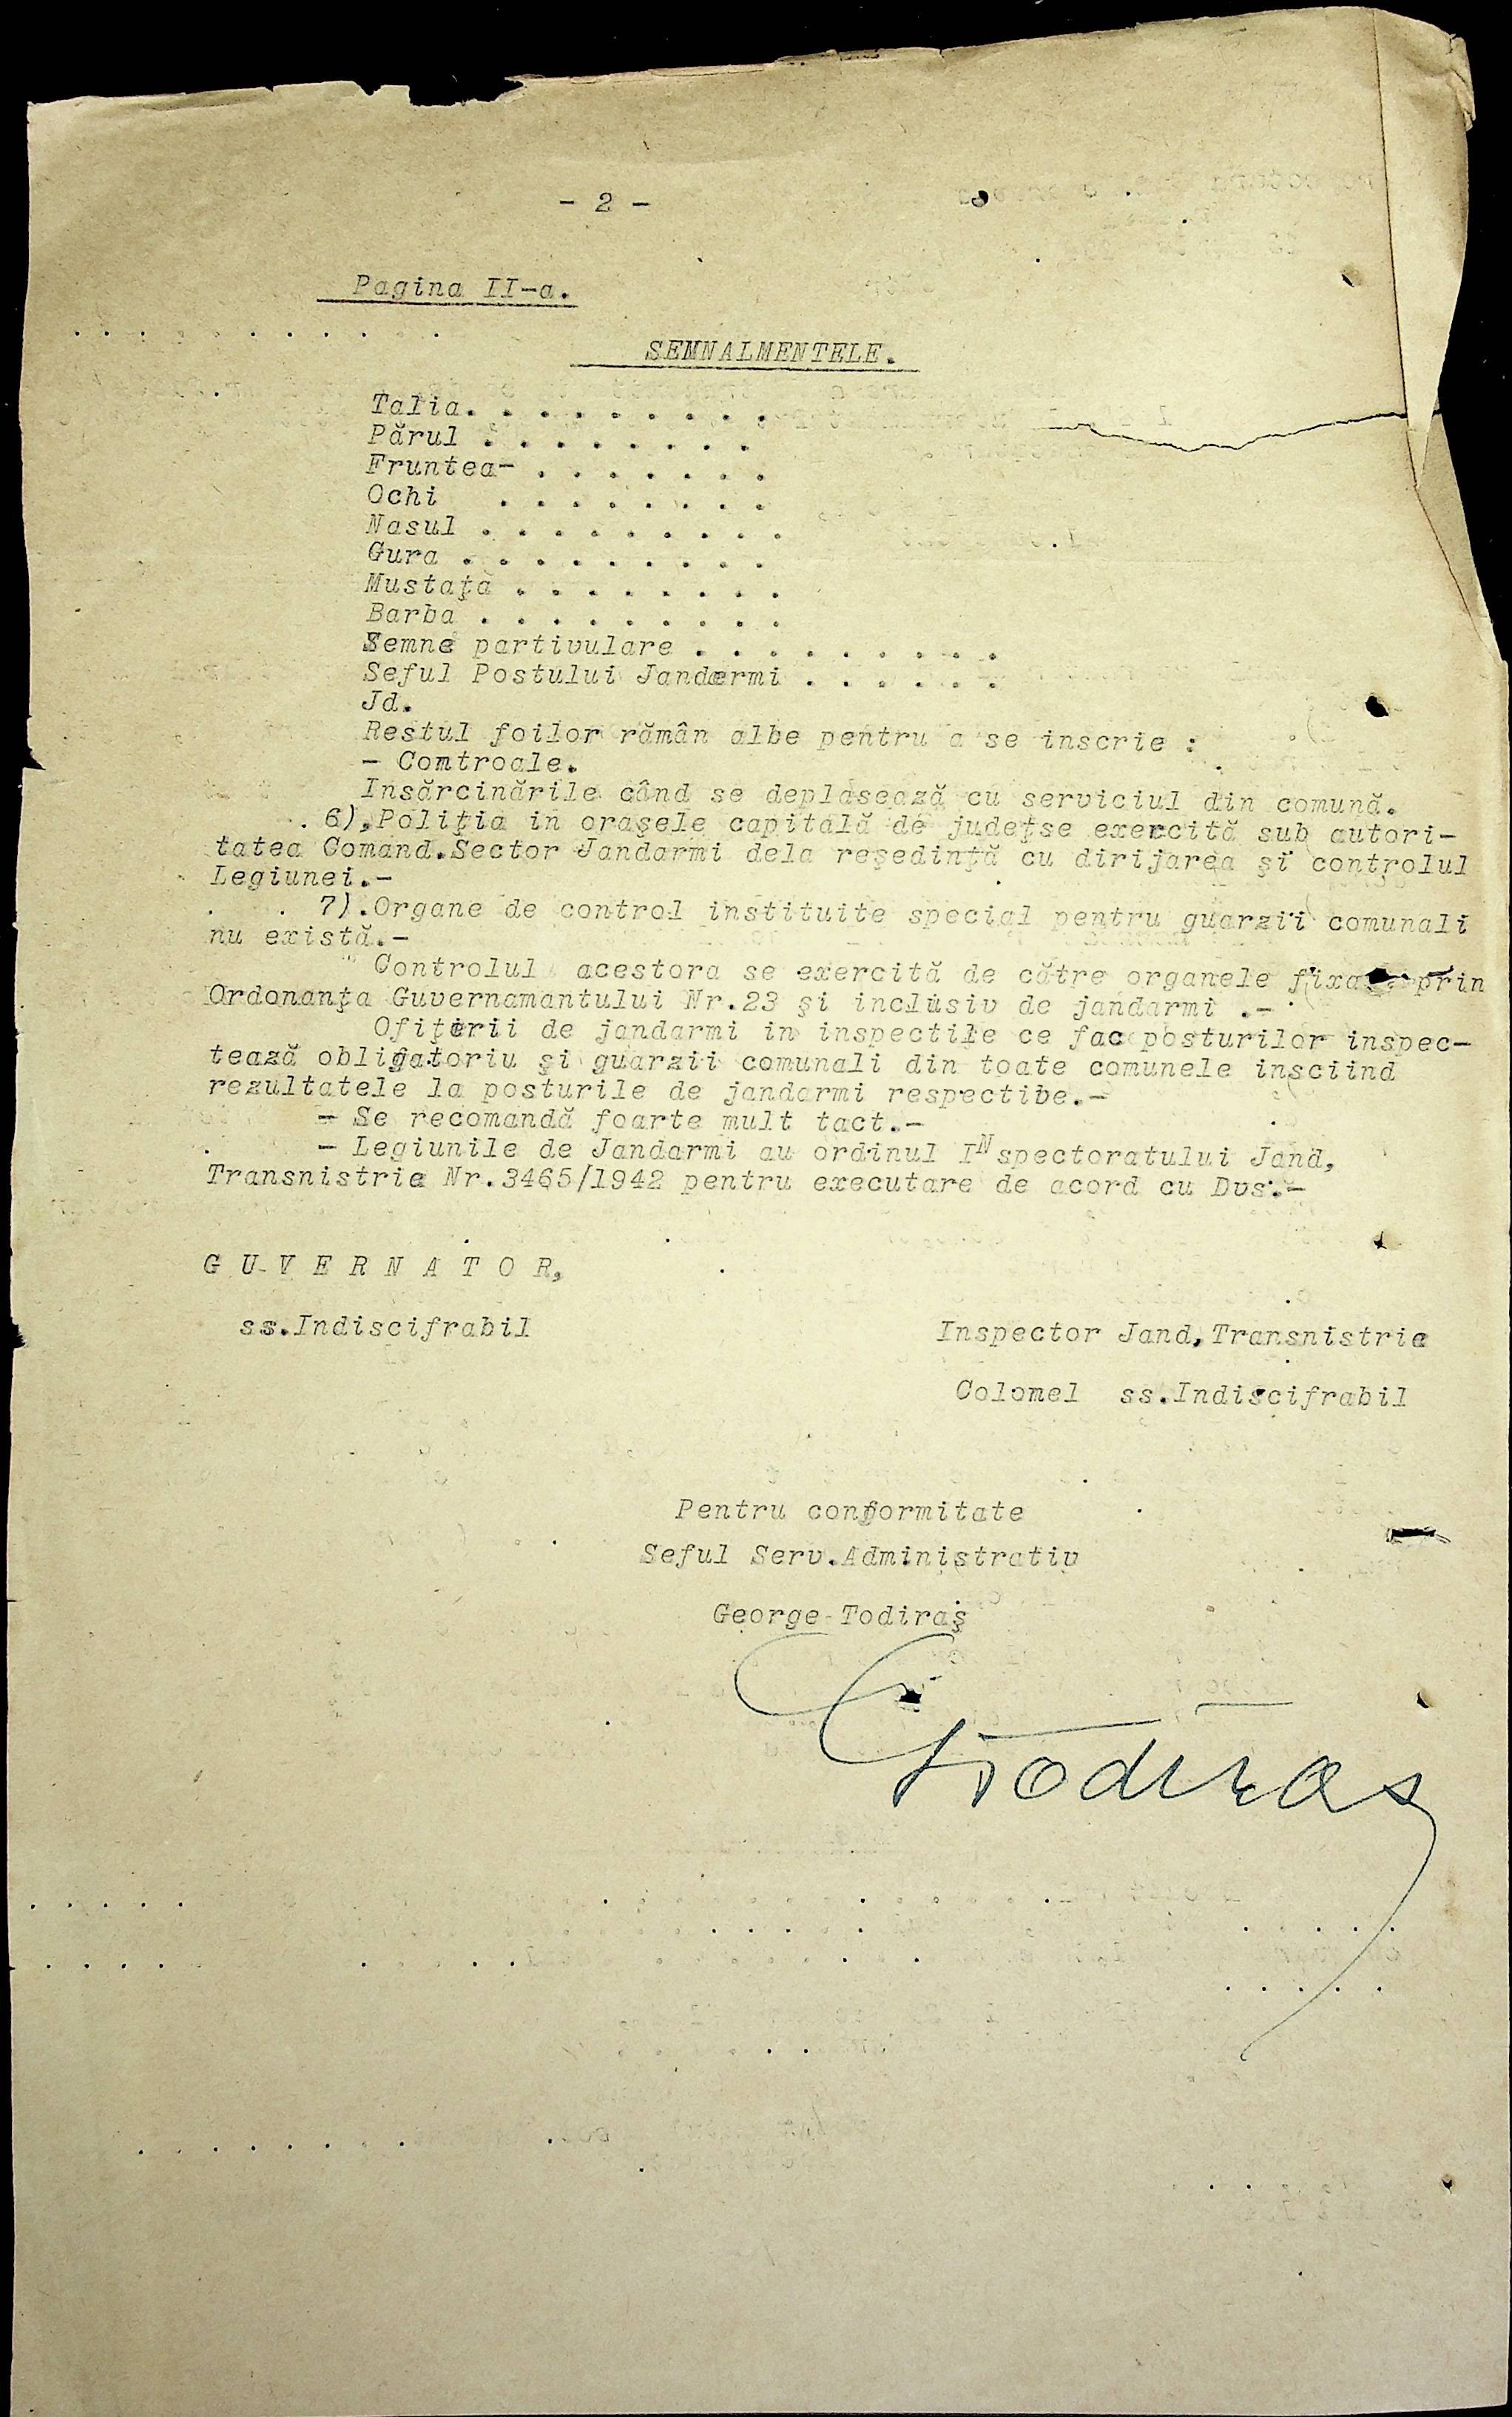 - 2 -
Pagina II-a.
. . . . . . . . . . . .
SEMNALMENTELE.
Talia. . . . . . . . .
Părul . . . . . . . .
Fruntea- . . . . . . .
Ochi . . . . . . . .
Nasul . . . . . . . . .
Gura . . . . . . . . .
Mustaţa . . . . . . . .
Barba . . . . . . . . .
Semne partivulare . . . . . . . . .
Seful Postului Jandarmi . . . . . .
Jd.
Restul foilor rămân albe pentru a se inscrie :
- Comtroale.
Insărcinările când se deplasează cu serviciul din comună.
6).Poliţia in oraşele capitală de judeţse exercită sub autori-
tatea Comand.Sector Jandarmi dela reşedinţă cu dirijarea şi controlul
Legiunei.-
7).Organe de control instituite special pentru guarzii comunali
nu există.-
Controlul acestora se exercită de către organele prin
Ordonanţa Guvernamantului Nr.23 şi inclusiv de jandarmi .-
Ofiţerii de jandarmi in inspectile ce fac posturilor inspec-
tează obligatoriu şi guarzii comunali din toate comunele insciind
rezultatele la posturile de jandarmi respective.-
- Se recomandă foarte mult tact.-
- Legiunile de Jandarmi au ordinul INspectoratului Jand,
Transnistria Nr.3465/1942 pentru executare de acord cu Dvs.-
G U V E R N A T O R,
ss.Indiscifrabil
Inspector Jand,Transnistria
Colomel ss.Indiscifrabil
Pentru conformitate
Seful Serv.Administrativ
George Todiraş
GTodiras